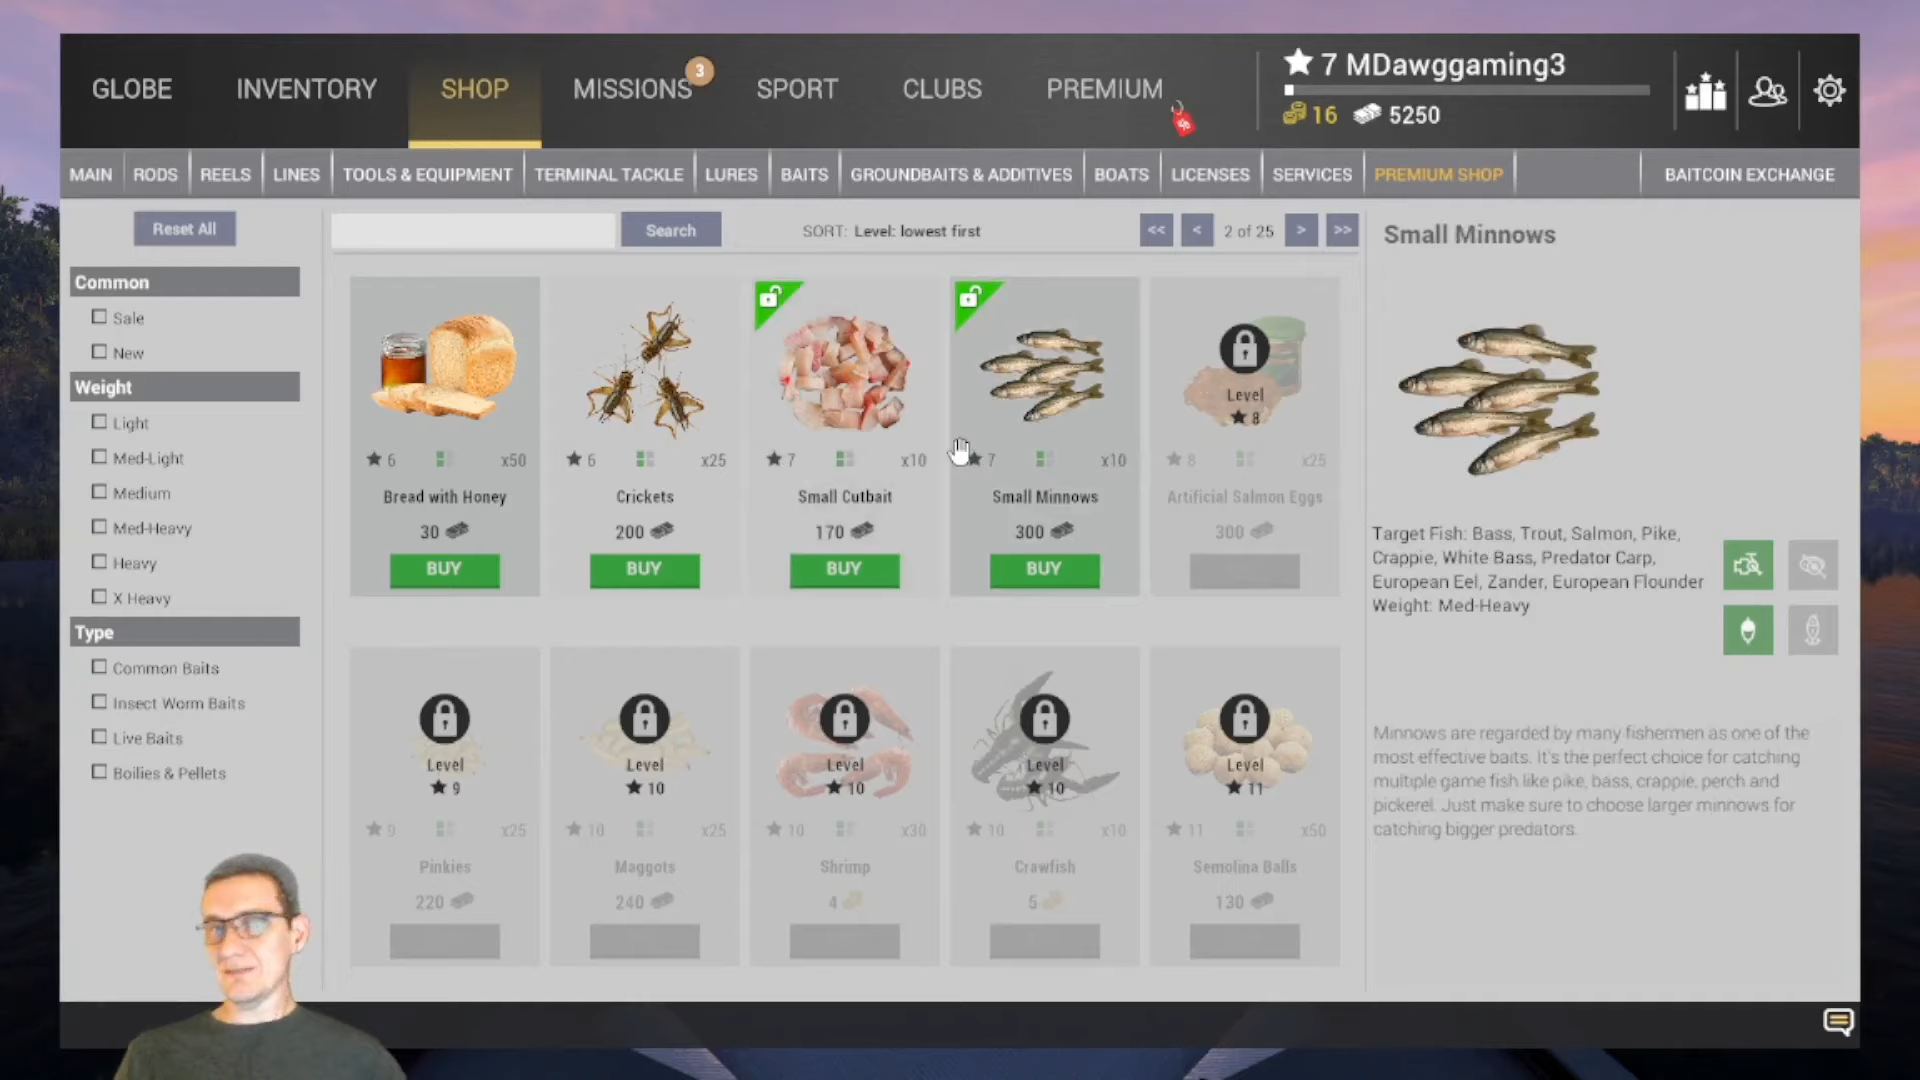 GLOBE INVENTORY SHOP MISSIONS 3 SPORT CLUBS PREMIUM
7 MDawggaming3
16 5250
MAIN RODS REELS LINES TOOLS & EQUIPMENT TERMINAL TACKLE LURES BAITS GROUNDBAITS & ADDITIVES BOATS LICENSES SERVICES PREMIUM SHOP BAITCOIN EXCHANGE
Reset All
Search
SORT: Level: lowest first
<< < 2 of 25 > >>
Common
Sale
New
Weight
Light
Med-Light
Medium
Med-Heavy
Heavy
X Heavy
Type
Common Baits
Insect Worm Baits
Live Baits
Boilies & Pellets
6 x50
Bread with Honey
30
BUY
6 x25
Crickets
200
BUY
7 x10
Small Cutbait
170
BUY
7 x10
Small Minnows
300
BUY
Level
8
8 x25
Artificial Salmon Eggs
300
Level
9
9 x25
Pinkies
220
Level
10
10 x25
Maggots
240
Level
10
10 x30
Shrimp
4
Level
10
10 x10
Crawfish
5
Level
11
11 x50
Semolina Balls
130
Small Minnows
Target Fish: Bass, Trout, Salmon, Pike,
Crappie, White Bass, Predator Carp,
European Eel, Zander, European Flounder
Weight: Med-Heavy
Minnows are regarded by many fishermen as one of the
most effective baits. It's the perfect choice for catching
multiple game fish like pike, bass, crappie, perch and
pickerel. Just make sure to choose larger minnows for
catching bigger predators.